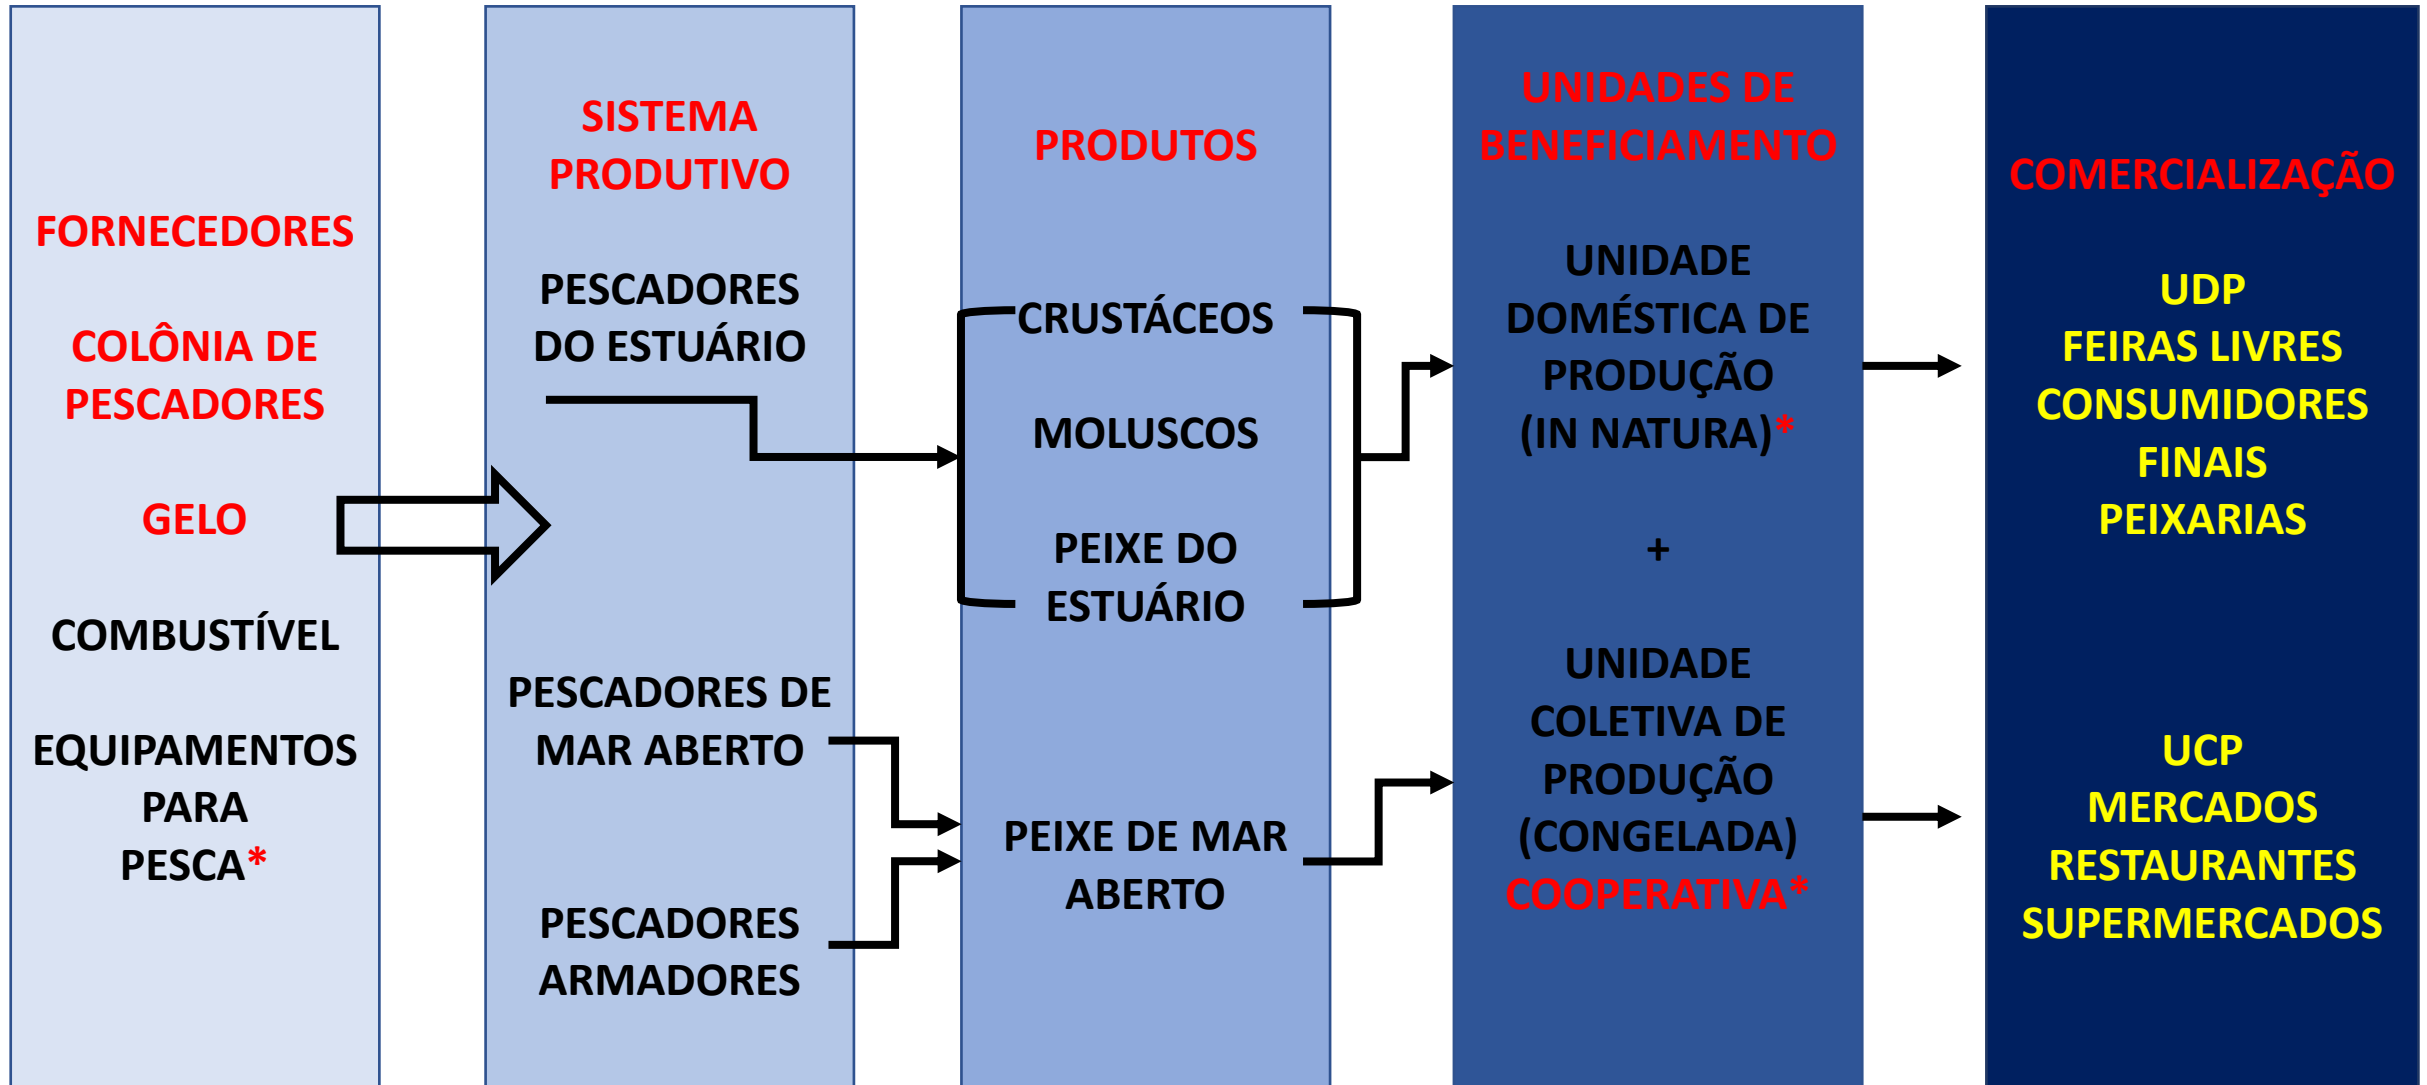 FORNECEDORES
COLÔNIA DE
PESCADORES
GELO
COMBUSTÍVEL
EQUIPAMENTOS
PARA
PESCA*
SISTEMA
PRODUTIVO
PESCADORES
DO ESTUÁRIO
PESCADORES DE
MAR ABERTO
PESCADORES
ARMADORES
PRODUTOS
CRUSTÁCEOS
MOLUSCOS
PEIXE DO
ESTUÁRIO
PEIXE DE MAR
ABERTO
UNIDADES DE
BENEFICIAMENTO
UNIDADE
DOMÉSTICA DE
PRODUÇÃO
(IN NATURA)*
+
UNIDADE
COLETIVA DE
PRODUÇÃO
(CONGELADA)
COOPERATIVA*
COMERCIALIZAÇÃO
UDP
FEIRAS LIVRES
CONSUMIDORES
FINAIS
PEIXARIAS
UCP
MERCADOS
RESTAURANTES
SUPERMERCADOS